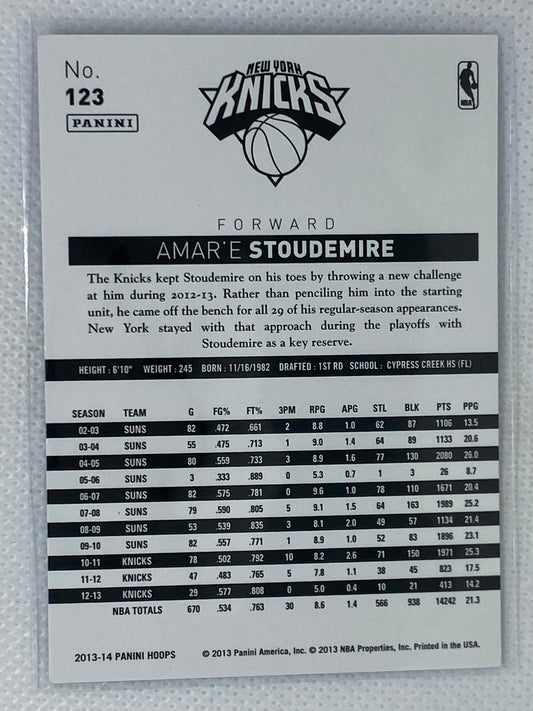 No.
123
PANINI
NEW YORK
KNICKS
NBA
FORWARD
AMAR'E STOUDEMIRE
The Knicks kept Stoudemire on his toes by throwing a new challenge
at him during 2012-13. Rather than penciling him into the starting
unit, he came off the bench for all 29 of his regular-season appearances.
New York stayed with that approach during the playoffs with
Stoudemire as a key reserve.
HEIGHT : 6'10" WEIGHT : 245 BORN : 11/16/1982 DRAFTED : 1ST RD SCHOOL : CYPRESS CREEK HS (FL)
SEASON TEAM G FG% FT% 3PM RPG APG STL BLK PTS PPG
02-03 SUNS 82 .472 .661 2 8.8 1.0 62 87 1106 13.5
03-04 SUNS 55 .475 .713 1 9.0 1.4 64 89 1133 20.6
04-05 SUNS 80 .559 .733 3 8.9 1.6 77 130 2080 26.0
05-06 SUNS 3 .333 .889 0 5.3 0.7 1 3 26 8.7
06-07 SUNS 82 .575 .781 0 9.6 1.0 78 110 1671 20.4
07-08 SUNS 79 .590 .805 5 9.1 1.5 64 163 1989 25.2
08-09 SUNS 53 .539 .835 3 8.1 2.0 49 57 1134 21.4
09-10 SUNS 82 .557 .771 1 8.9 1.0 52 83 1896 23.1
10-11 KNICKS 78 .502 .792 10 8.2 2.6 71 150 1971 25.3
11-12 KNICKS 47 .483 .765 5 7.8 1.1 38 45 823 17.5
12-13 KNICKS 29 .577 .808 0 5.0 0.4 10 21 413 14.2
NBA TOTALS 670 .534 .763 30 8.6 1.4 566 938 14242 21.3
2013-14 PANINI HOOPS © 2013 Panini America, Inc. © 2013 NBA Properties, Inc. Printed in the USA.